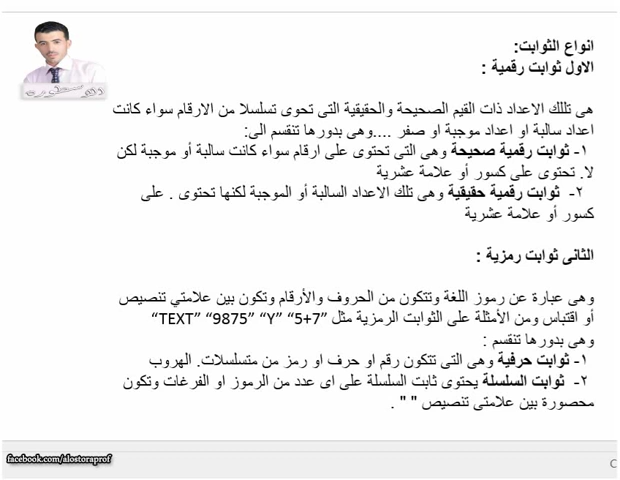 انواع الثوابت:
الاول ثوابت رقمية :
هى تللك الاعداد ذات القيم الصحيحة والحقيقية التى تحوى تسلسلا من الارقام سواء كانت
اعداد سالبة او اعداد موجبة او صفر ....وهى بدورها تنقسم الى:
١- ثوابت رقمية صحيحة وهى التى تحتوى على ارقام سواء كانت سالبة أو موجبة لكن
لا. تحتوى على كسور أو علامة عشرية
٢- ثوابت رقمية حقيقية وهى تلك الاعداد السالبة أو الموجبة لكنها تحتوى . على
كسور أو علامة عشرية
الثانى ثوابت رمزية :
وهى عبارة عن رموز اللغة وتتكون من الحروف والأرقام وتكون بين علامتي تنصيص
أو اقتباس ومن الأمثلة على الثوابت الرمزية مثل ”7+5“ ”Y“ ”9875“ ”TEXT“
وهى بدورها تنقسم :
١- ثوابت حرفية وهى التى تتكون رقم او حرف او رمز من متسلسلات. الهروب
٢- ثوابت السلسلة يحتوى ثابت السلسلة على اى عدد من الرموز او الفرغات وتكون
محصورة بين علامتى تنصيص " " .
facebook.com/alostoraprof
C